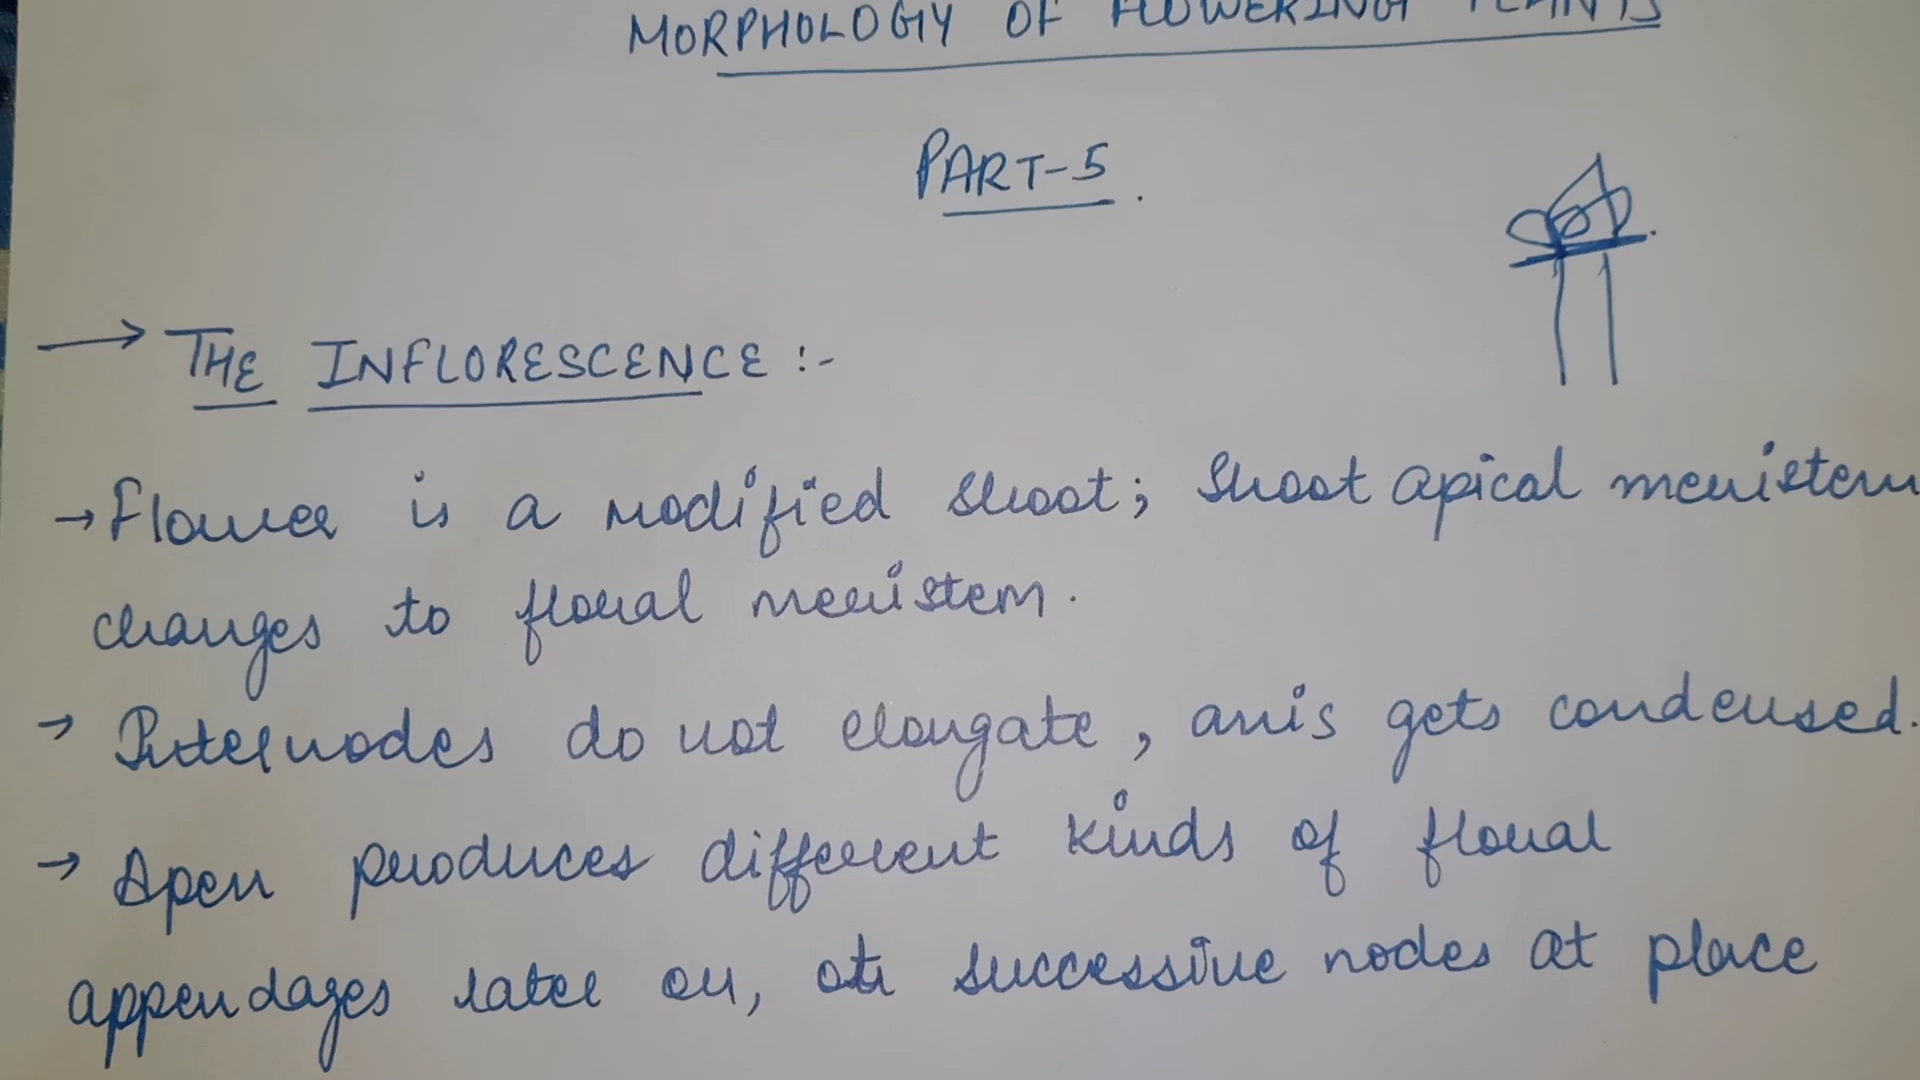 MORPHOLOGY OF FLOWERING PLANTS
PART-5.
→ THE INFLORESCENCE :-
→ Flower is a modified shoot; Shoot apical meristem
changes to floral meristem.
→ Internodes do not elongate, axis gets condensed.
→ Apex produces different kinds of floral
appendages later on, at successive nodes at place